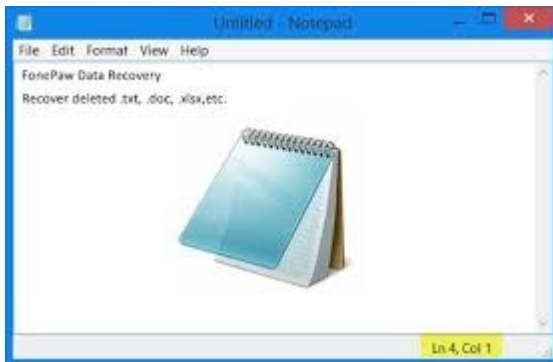 Untitled - Notepad
File Edit Format View Help
FonePaw Data Recovery
Recover deleted .txt, .doc, .xlsx,etc.
Ln 4, Col 1